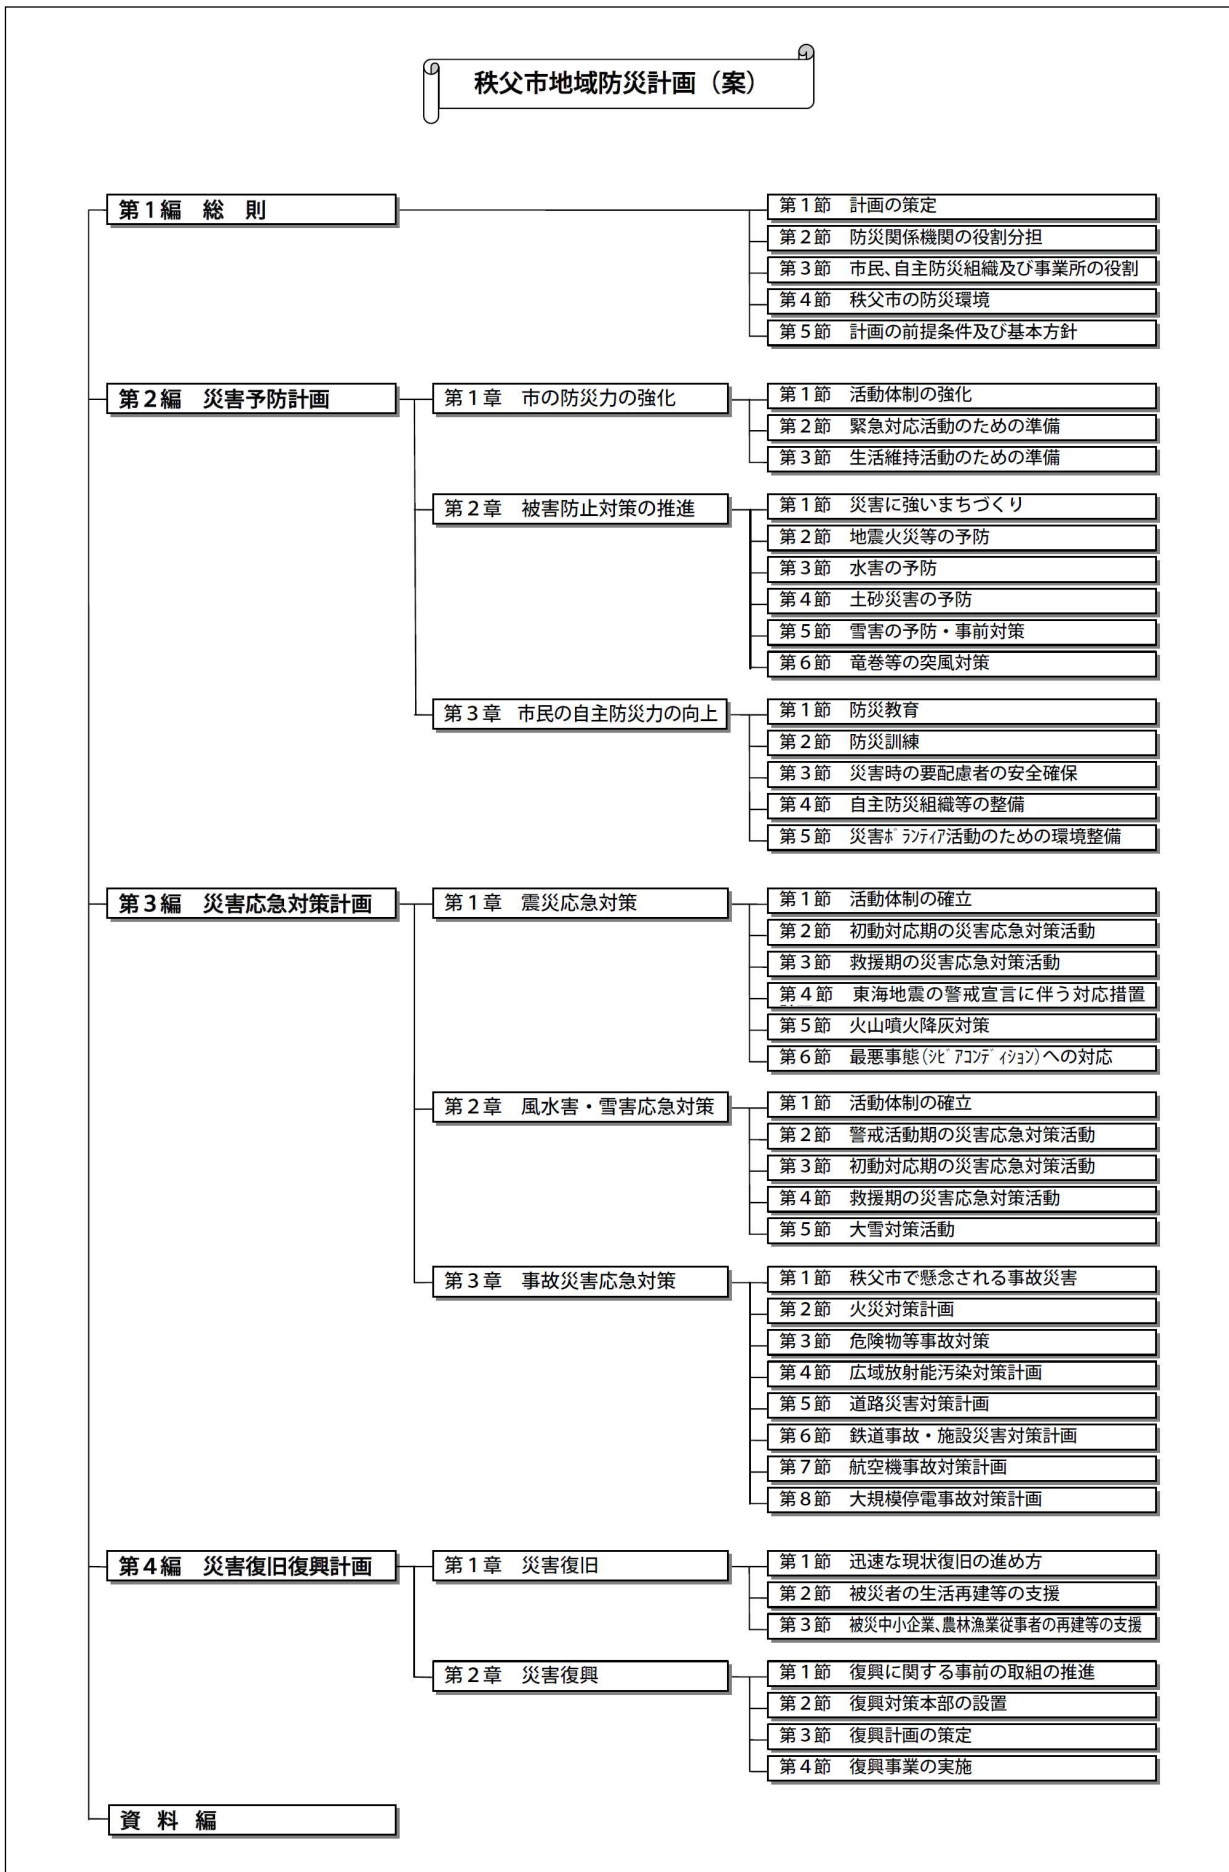 秩父市地域防災計画（案）
第１編　総　則
第１節　計画の策定
第２節　防災関係機関の役割分担
第３節　市民、自主防災組織及び事業所の役割
第４節　秩父市の防災環境
第５節　計画の前提条件及び基本方針
第２編　災害予防計画
第１章　市の防災力の強化
第１節　活動体制の強化
第２節　緊急対応活動のための準備
第３節　生活維持活動のための準備
第２章　被害防止対策の推進
第１節　災害に強いまちづくり
第２節　地震火災等の予防
第３節　水害の予防
第４節　土砂災害の予防
第５節　雪害の予防・事前対策
第６節　竜巻等の突風対策
第３章　市民の自主防災力の向上
第１節　防災教育
第２節　防災訓練
第３節　災害時の要配慮者の安全確保
第４節　自主防災組織等の整備
第５節　災害ﾎﾞﾗﾝﾃｨｱ活動のための環境整備
第３編　災害応急対策計画
第１章　震災応急対策
第１節　活動体制の確立
第２節　初動対応期の災害応急対策活動
第３節　救援期の災害応急対策活動
第４節　東海地震の警戒宣言に伴う対応措置
第５節　火山噴火降灰対策
第６節　最悪事態(ｼﾋﾞｱｺﾝﾃﾞｨｼｮﾝ)への対応
第２章　風水害・雪害応急対策
第１節　活動体制の確立
第２節　警戒活動期の災害応急対策活動
第３節　初動対応期の災害応急対策活動
第４節　救援期の災害応急対策活動
第５節　大雪対策活動
第３章　事故災害応急対策
第１節　秩父市で懸念される事故災害
第２節　火災対策計画
第３節　危険物等事故対策
第４節　広域放射能汚染対策計画
第５節　道路災害対策計画
第６節　鉄道事故・施設災害対策計画
第７節　航空機事故対策計画
第８節　大規模停電事故対策計画
第４編　災害復旧復興計画
第１章　災害復旧
第１節　迅速な現状復旧の進め方
第２節　被災者の生活再建等の支援
第３節　被災中小企業、農林漁業従事者の再建等の支援
第２章　災害復興
第１節　復興に関する事前の取組の推進
第２節　復興対策本部の設置
第３節　復興計画の策定
第４節　復興事業の実施
資　料　編